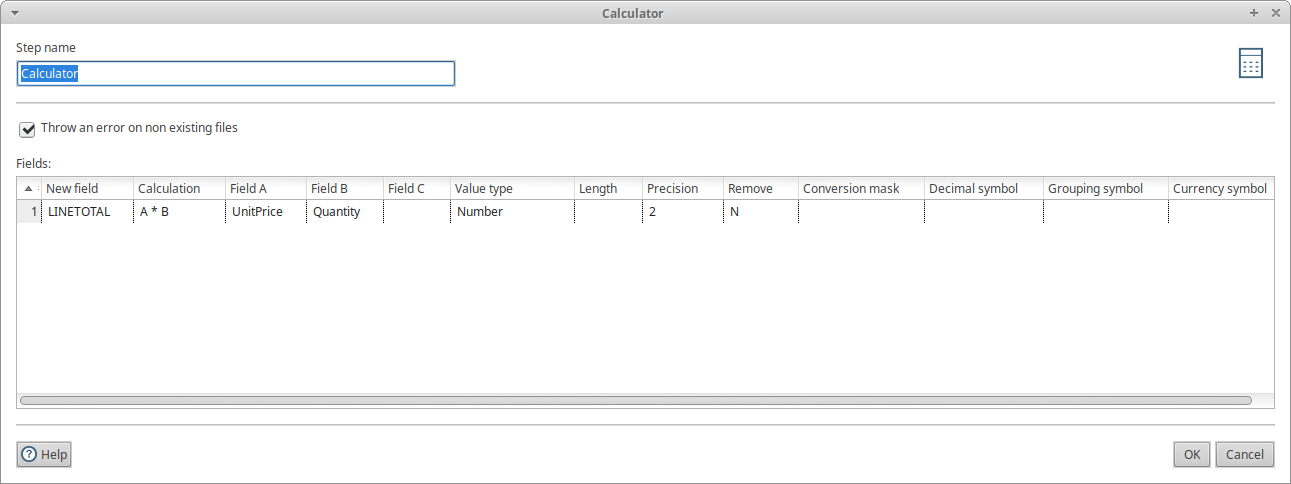 Calculator
Step name
Calculator
Throw an error on non existing files
Fields:
New field Calculation Field A Field B Field C Value type Length Precision Remove Conversion mask Decimal symbol Grouping symbol Currency symbol
1 LINETOTAL A * B UnitPrice Quantity Number 2 N
Help OK Cancel